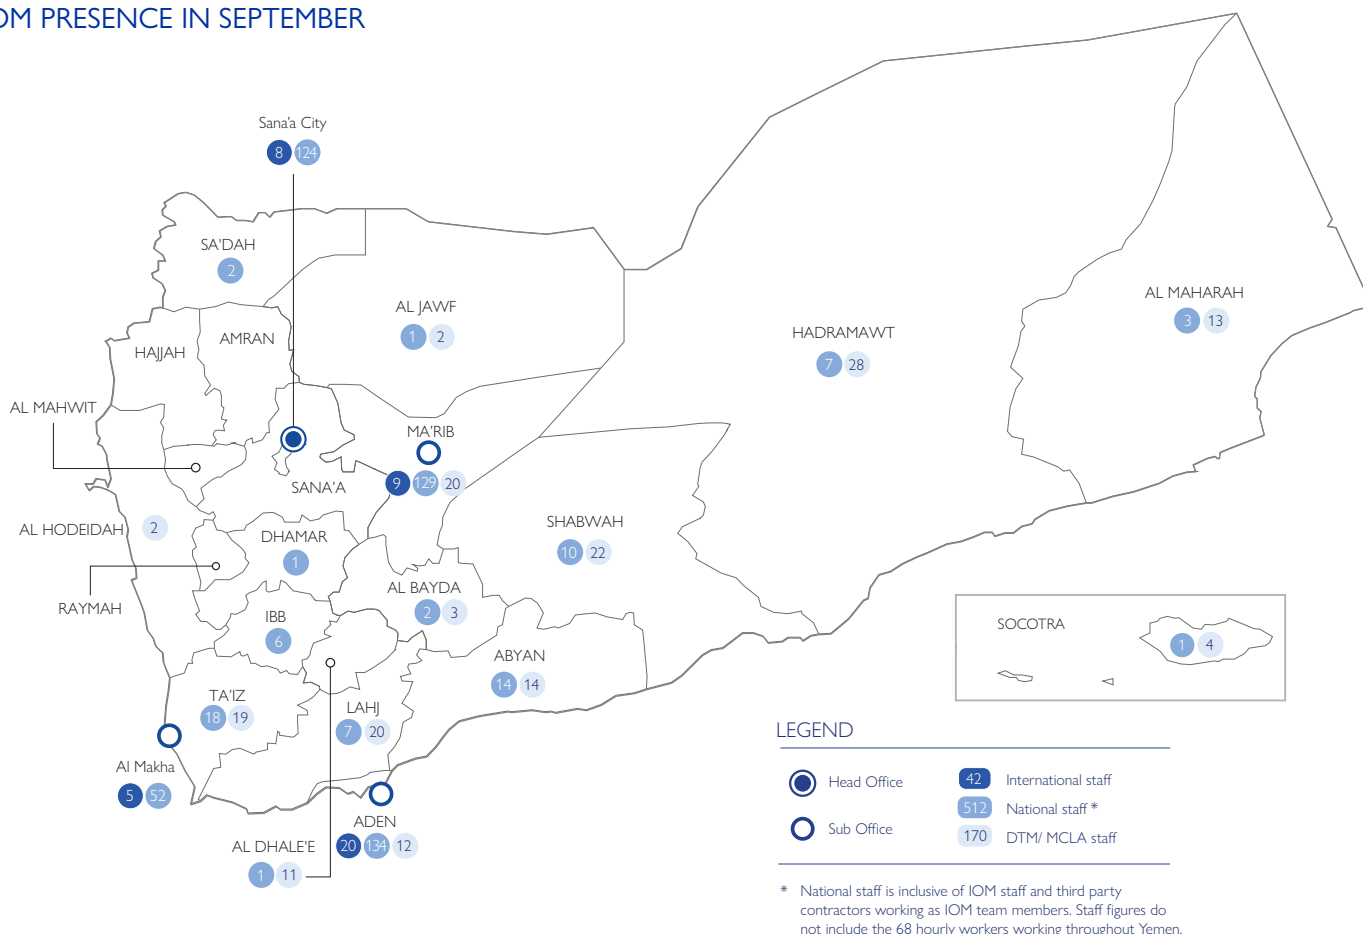 OM PRESENCE IN SEPTEMBER
Sana'a City
8 124
SA'DAH
2
AL JAWF
1 2
AMRAN
HAJJAH
HADRAMAWT
7 28
AL MAHARAH
3 13
AL MAHWIT
MA'RIB
9 129 20
SANA'A
AL HODEIDAH 2
DHAMAR
1
SHABWAH
10 22
RAYMAH
AL BAYDA
2 3
IBB
6
SOCOTRA
1 4
ABYAN
14 14
TA'IZ
18 19
LAHJ
7 20
Al Makha
5 52
ADEN
20 134 12
AL DHALE'E
1 11
LEGEND
Head Office
Sub Office
42 International staff
512 National staff *
170 DTM/ MCLA staff
* National staff is inclusive of IOM staff and third party
contractors working as IOM team members. Staff figures do
not include the 68 hourly workers working throughout Yemen.